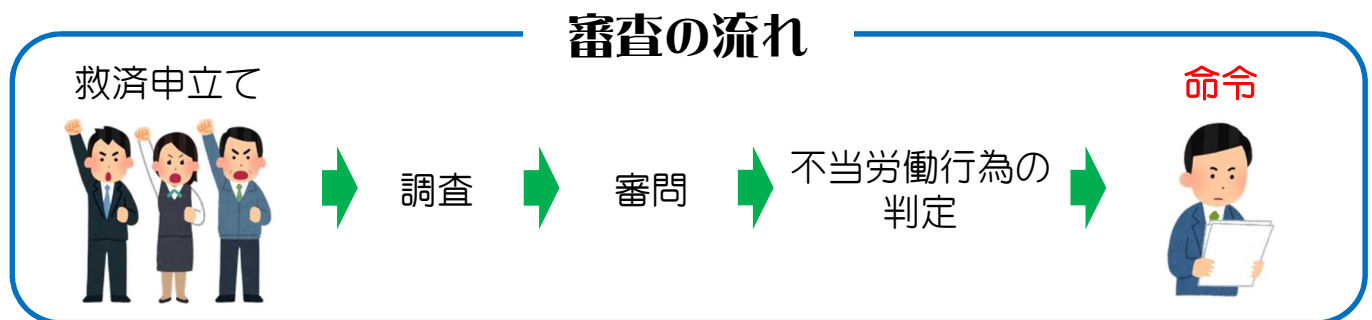 審査の流れ
救済申立て
調査
審問
不当労働行為の
判定
命令